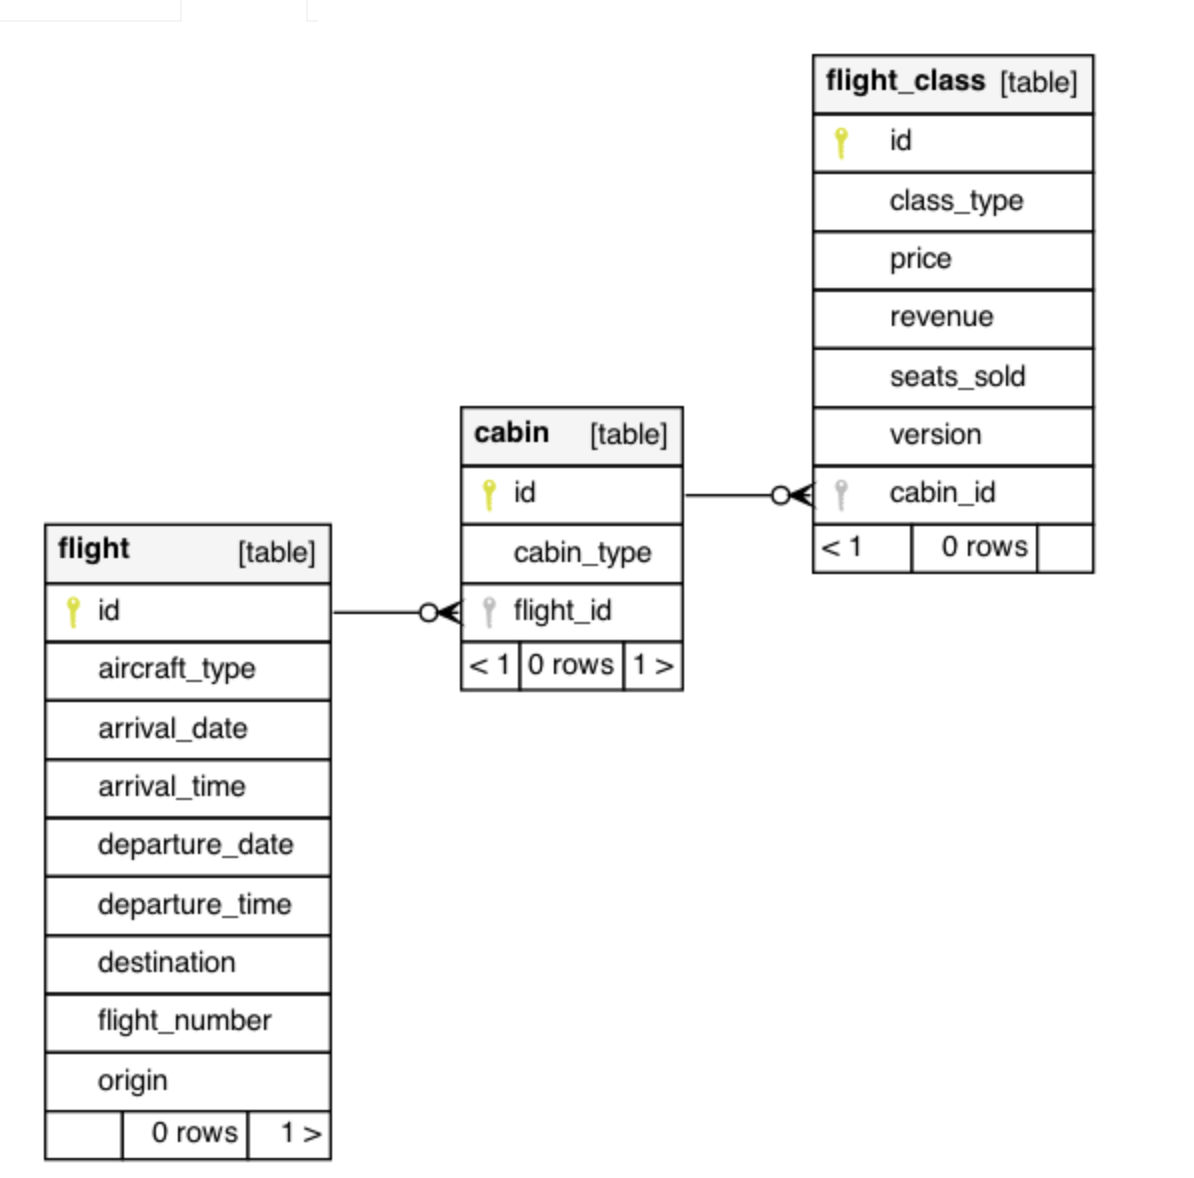 flight_class [table]
id
class_type
price
revenue
seats_sold
version
cabin_id
< 1 0 rows
cabin [table]
id
cabin_type
flight_id
< 1 0 rows 1 >
flight [table]
id
aircraft_type
arrival_date
arrival_time
departure_date
departure_time
destination
flight_number
origin
0 rows 1 >